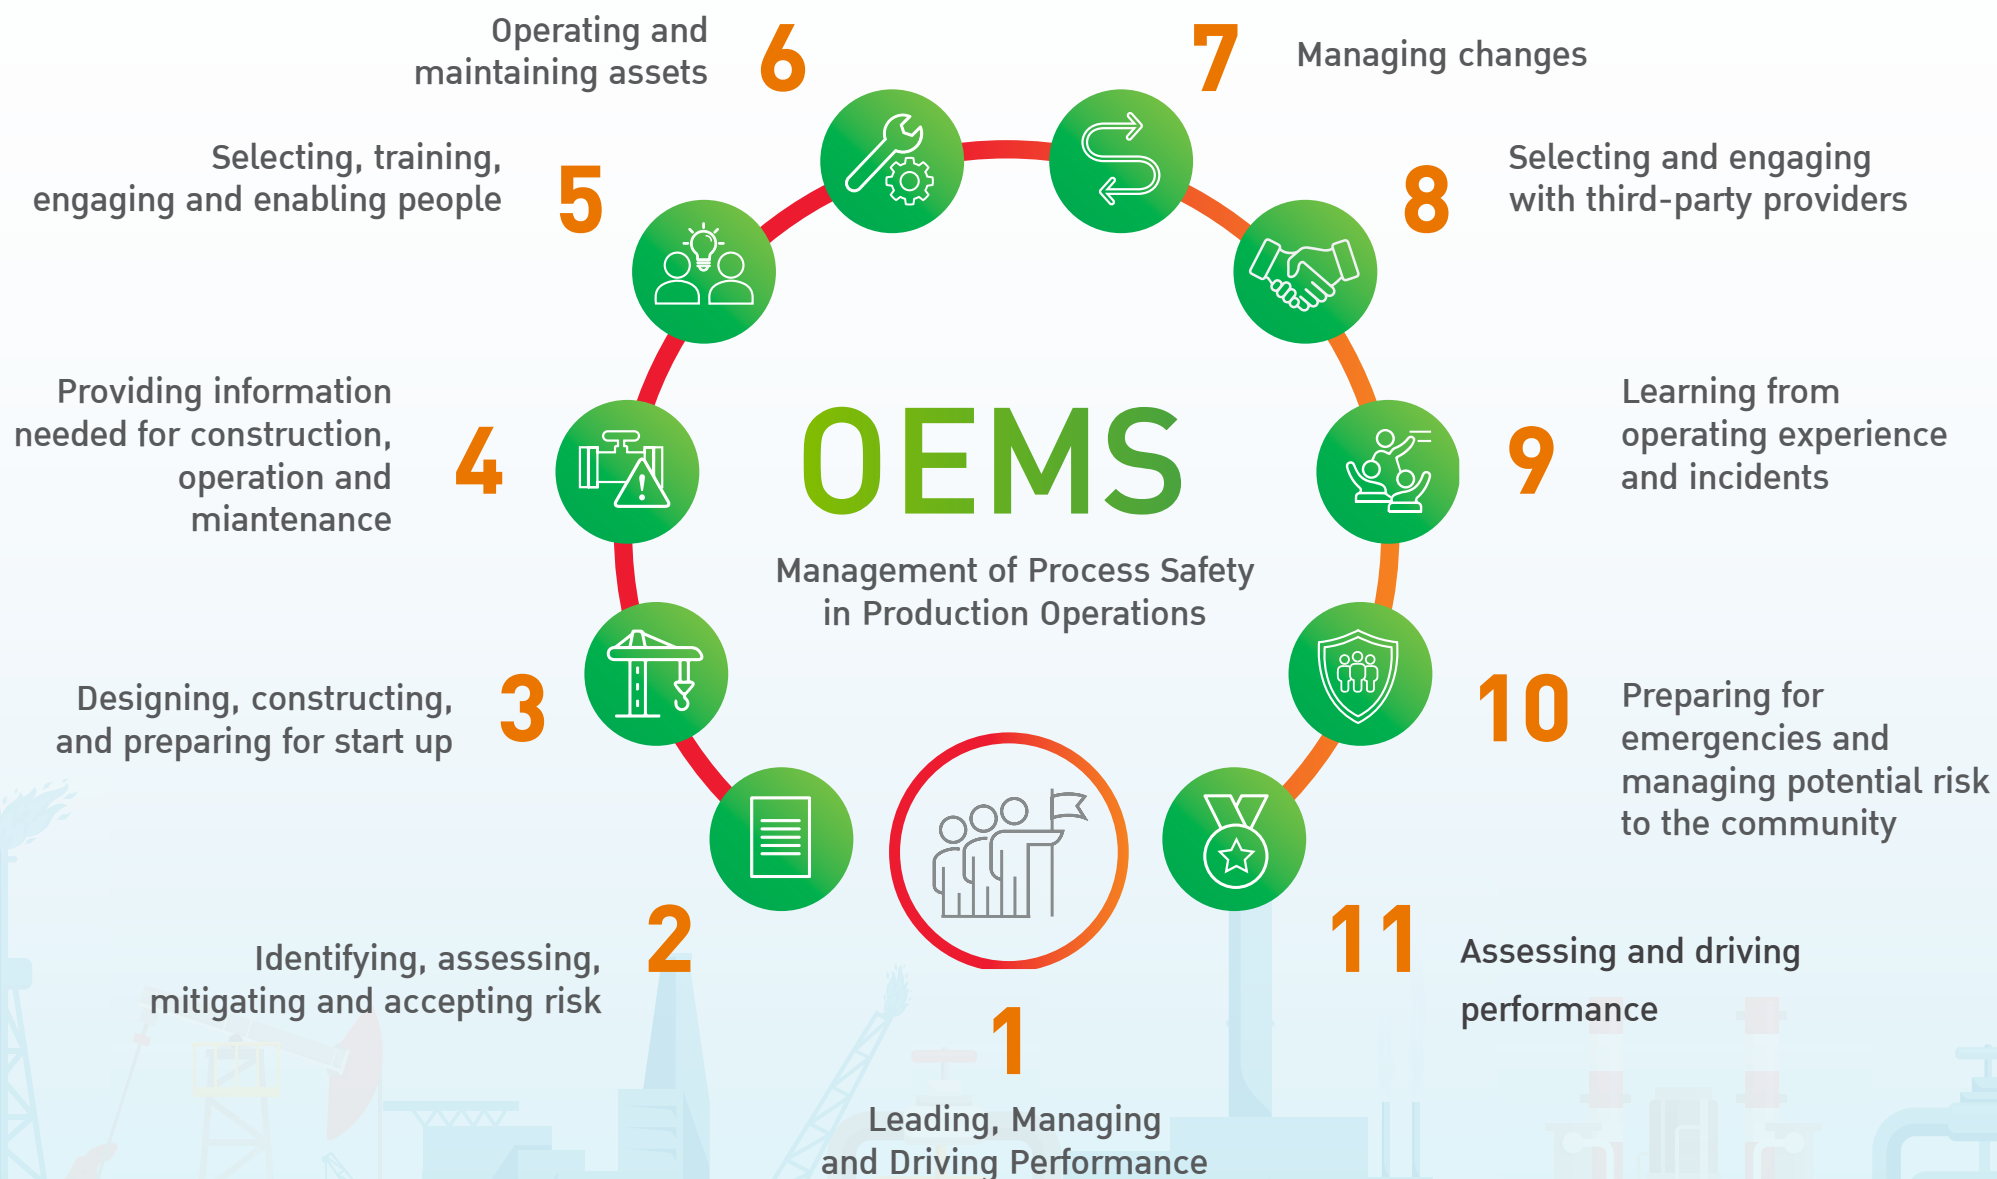 OEMS
Management of Process Safety
in Production Operations
1
Leading, Managing
and Driving Performance
2
Identifying, assessing,
mitigating and accepting risk
3
Designing, constructing,
and preparing for start up
4
Providing information
needed for construction,
operation and
miantenance
5
Selecting, training,
engaging and enabling people
6
Operating and
maintaining assets
7
Managing changes
8
Selecting and engaging
with third-party providers
9
Learning from
operating experience
and incidents
10
Preparing for
emergencies and
managing potential risk
to the community
11
Assessing and driving
performance